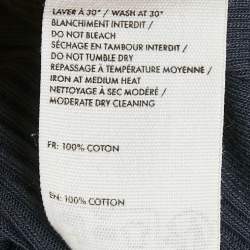 LAVER À 30° / WASH AT 30°
BLANCHIMENT INTERDIT /
DO NOT BLEACH
SÉCHAGE EN TAMBOUR INTERDIT /
DO NOT TUMBLE DRY
REPASSAGE À TEMPÉRATURE MOYENNE /
IRON AT MEDIUM HEAT
NETTOYAGE À SEC MODÉRÉ /
MODERATE DRY CLEANING
FR: 100% COTON
EN: 100% COTTON